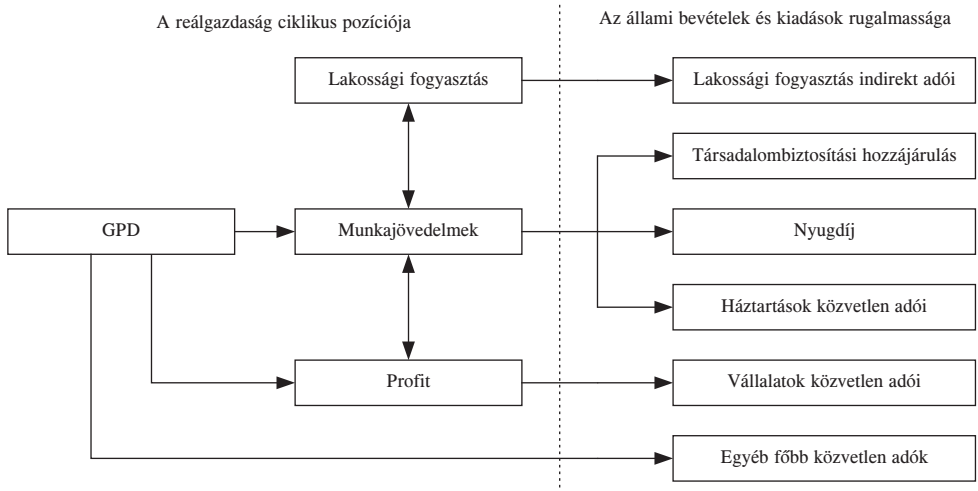 A reálgazdaság ciklikus pozíciója
Az állami bevételek és kiadások rugalmassága
Lakossági fogyasztás
Lakossági fogyasztás indirekt adói
Társadalombiztosítási hozzájárulás
GPD
Munkajövedelmek
Nyugdíj
Háztartások közvetlen adói
Profit
Vállalatok közvetlen adói
Egyéb főbb közvetlen adók